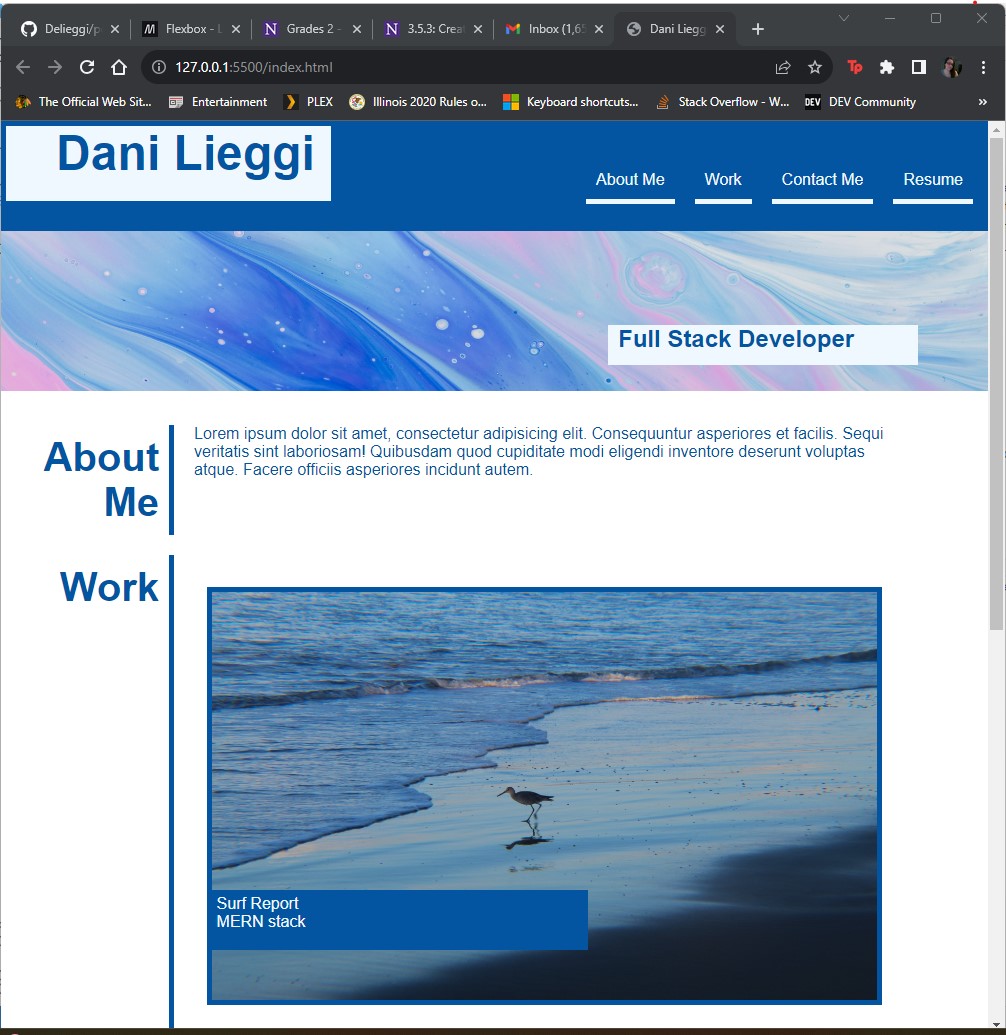 Delieggi/p
Flexbox - L
Grades 2 -
3.5.3: Crea
Inbox (1,65
Dani Liegg
127.0.0.1:5500/index.html
Tp
The Official Web Sit...
Entertainment
PLEX
Illinois 2020 Rules o...
Keyboard shortcuts...
Stack Overflow - W...
DEV
DEV Community
»
Dani Lieggi
About Me
Work
Contact Me
Resume
Full Stack Developer
About
Me
Lorem ipsum dolor sit amet, consectetur adipisicing elit. Consequuntur asperiores et facilis. Sequi
veritatis sint laboriosam! Quibusdam quod cupiditate modi eligendi inventore deserunt voluptas
atque. Facere officiis asperiores incidunt autem.
Work
Surf Report
MERN stack